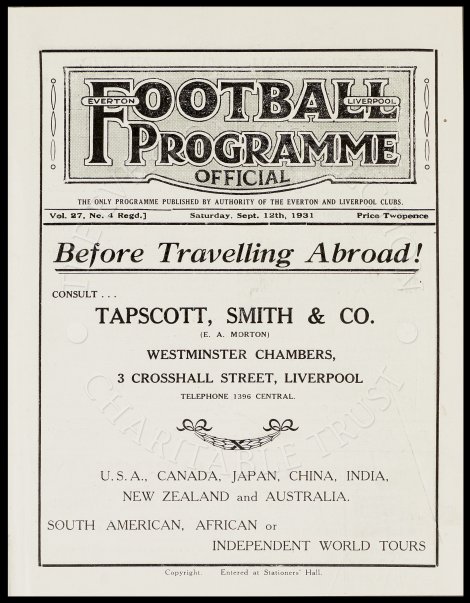 EVERTON LIVERPOOL
FOOTBALL
PROGRAMME
OFFICIAL
THE ONLY PROGRAMME PUBLISHED BY AUTHORITY OF THE EVERTON AND LIVERPOOL CLUBS.
Vol. 27, No. 4 Regd.] Saturday, Sept. 12th, 1931 Price Twopence
Before Travelling Abroad!
CONSULT . . .
TAPSCOTT, SMITH & CO.
(E. A. MORTON)
WESTMINSTER CHAMBERS,
3 CROSSHALL STREET, LIVERPOOL
TELEPHONE 1396 CENTRAL.
U.S.A., CANADA, JAPAN, CHINA, INDIA,
NEW ZEALAND and AUSTRALIA.
SOUTH AMERICAN, AFRICAN or
INDEPENDENT WORLD TOURS
Copyright. Entered at Stationers' Hall.
CHARITABLE TRUST